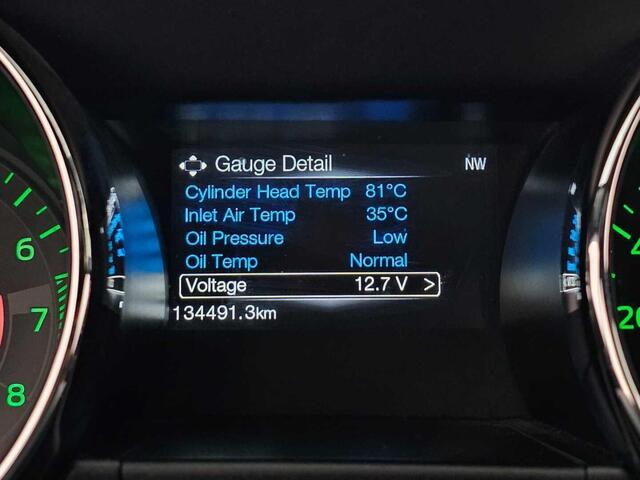 Gauge Detail NW
Cylinder Head Temp 81°C
Inlet Air Temp 35°C
Oil Pressure Low
Oil Temp Normal
Voltage 12.7 V >
134491.3km
6
7
8
4
20